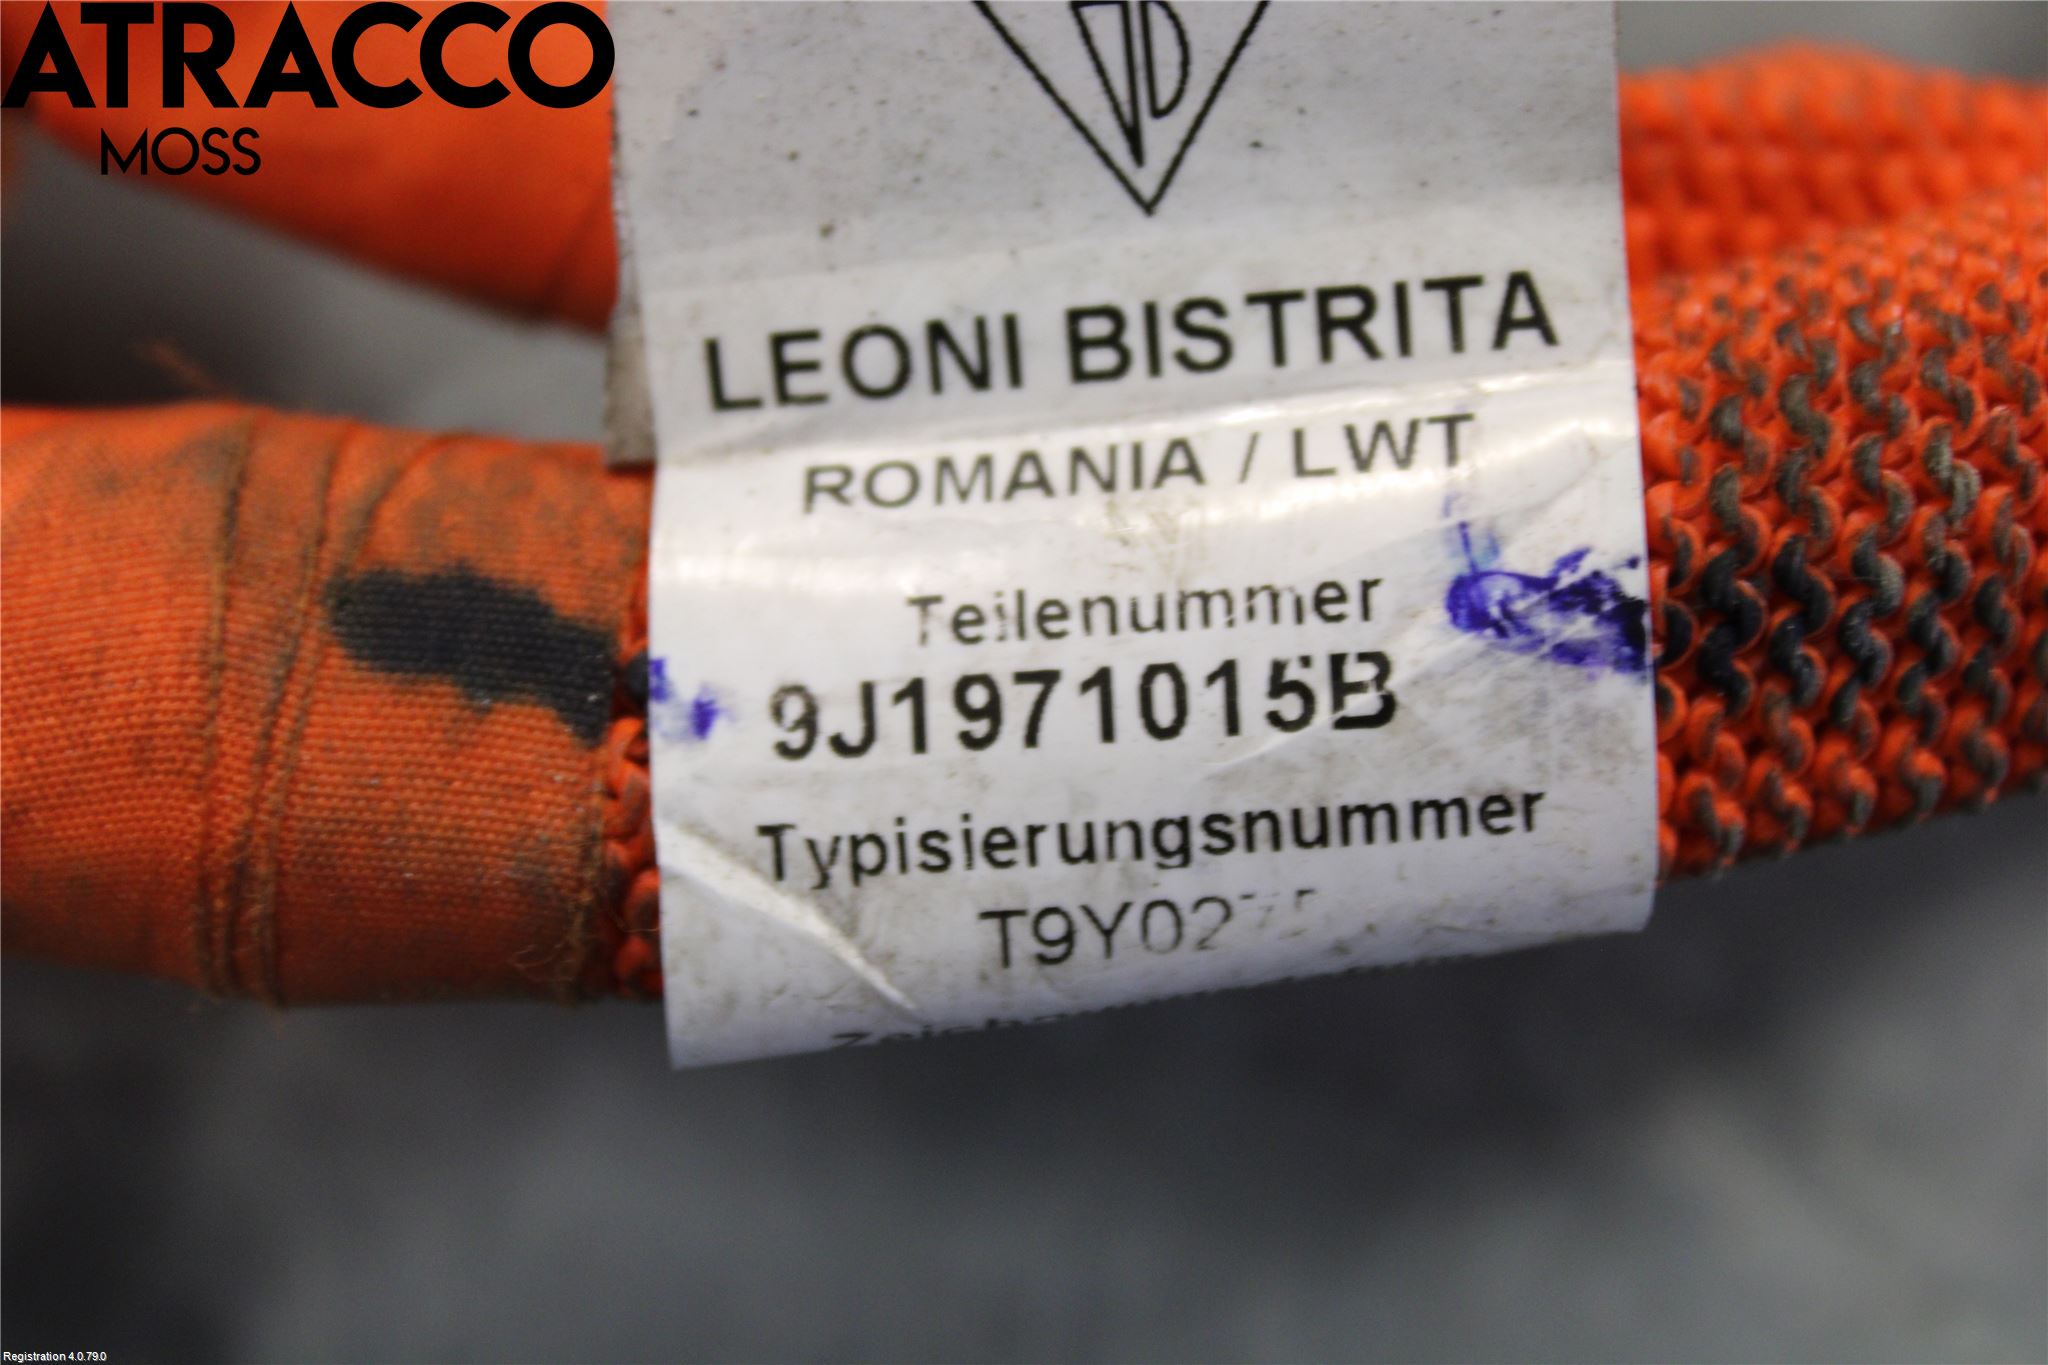 ATRACCO
MOSS
LEONI BISTRITA
ROMANIA / LWT
Teilenummer
9J1971015B
Typisierungsnummer
Registration 4.0.79.0